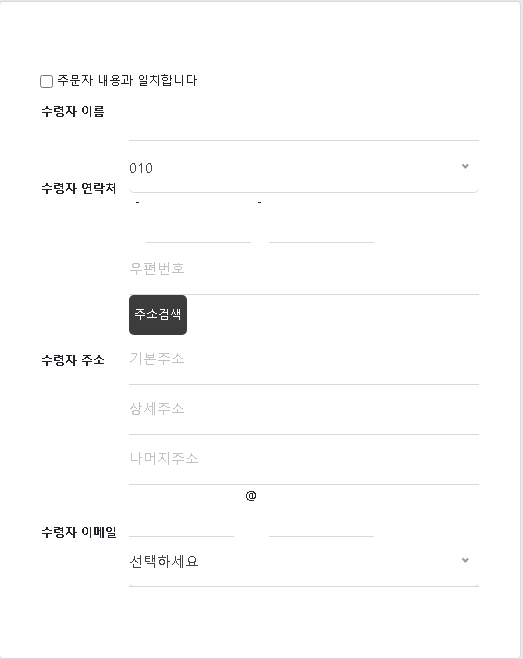 주문자 내용과 일치합니다
수령자 이름
010
수령자 연락처
- -
우편번호
주소검색
수령자 주소 기본주소
상세주소
나머지주소
@
수령자 이메일
선택하세요